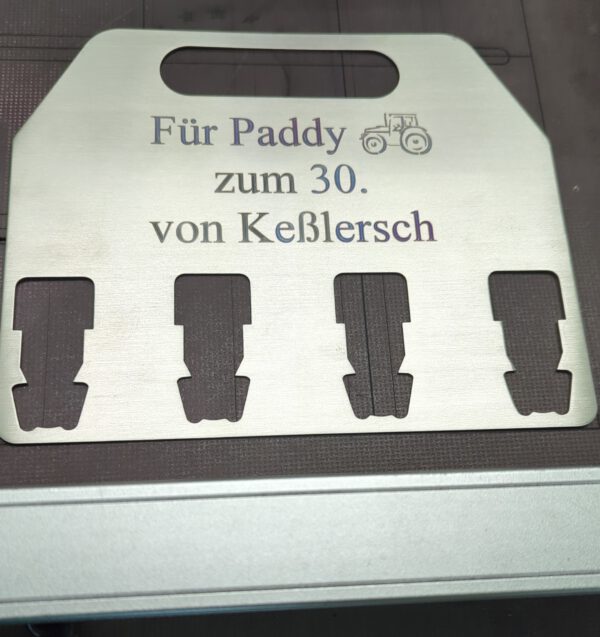 Für Paddy
zum 30.
von Keßlersch